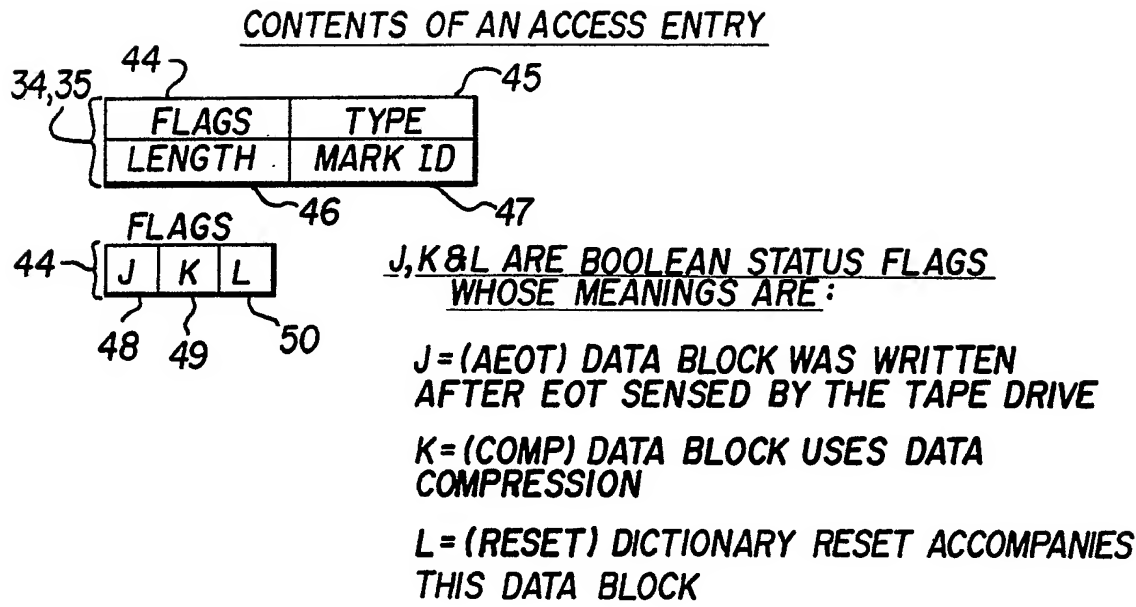 CONTENTS OF AN ACCESS ENTRY
44
45
34,35
FLAGS TYPE
LENGTH MARK ID
46
47
FLAGS
44
J K L
48
49
50
J,K&L ARE BOOLEAN STATUS FLAGS
WHOSE MEANINGS ARE:
J=(AEOT) DATA BLOCK WAS WRITTEN
AFTER EOT SENSED BY THE TAPE DRIVE
K=(COMP) DATA BLOCK USES DATA
COMPRESSION
L=(RESET) DICTIONARY RESET ACCOMPANIES
THIS DATA BLOCK